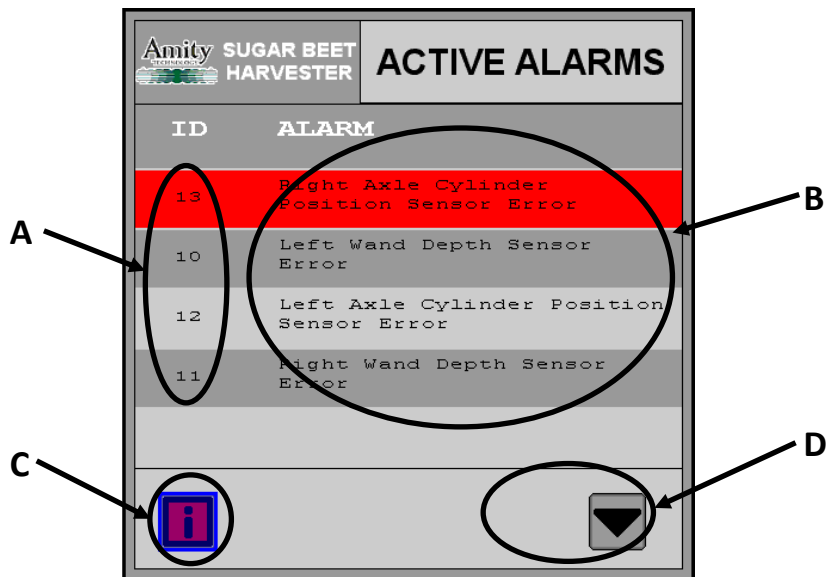 Amity
TECHNOLOGY
SUGAR BEET
HARVESTER
ACTIVE ALARMS
ID ALARM
13 Right Axle Cylinder
Position Sensor Error
10 Left Wand Depth Sensor
Error
12 Left Axle Cylinder Position
Sensor Error
11 Right Wand Depth Sensor
Error
A
B
C
D
i